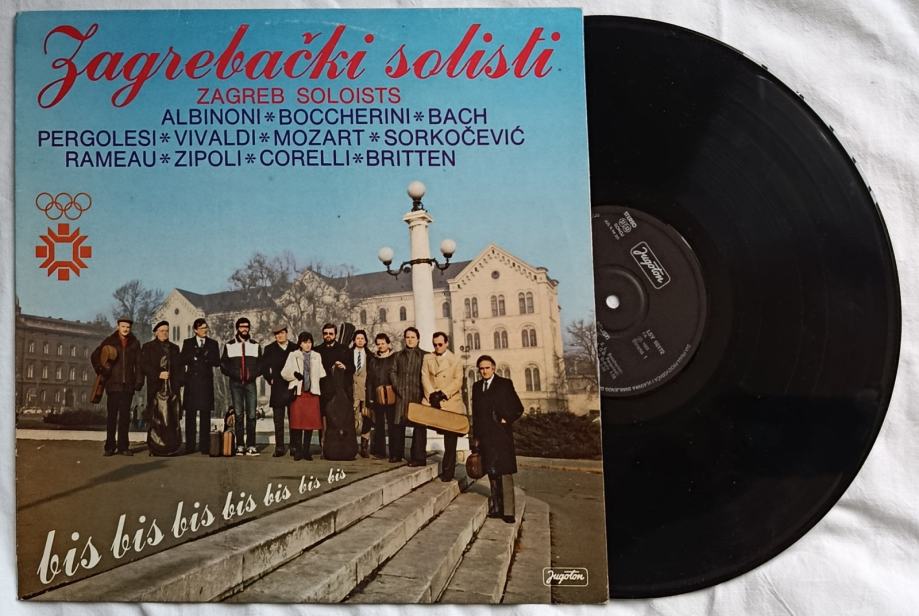 Zagrebački solisti
ZAGREB SOLOISTS
ALBINONI*BOCCHERINI*BACH
PERGOLESI*VIVALDI*MOZART*SORKOČEVIĆ
RAMEAU*ZIPOLI*CORELLI*BRITTEN
bis bis bis bis bis bis bis
Jugoton
Jugoton